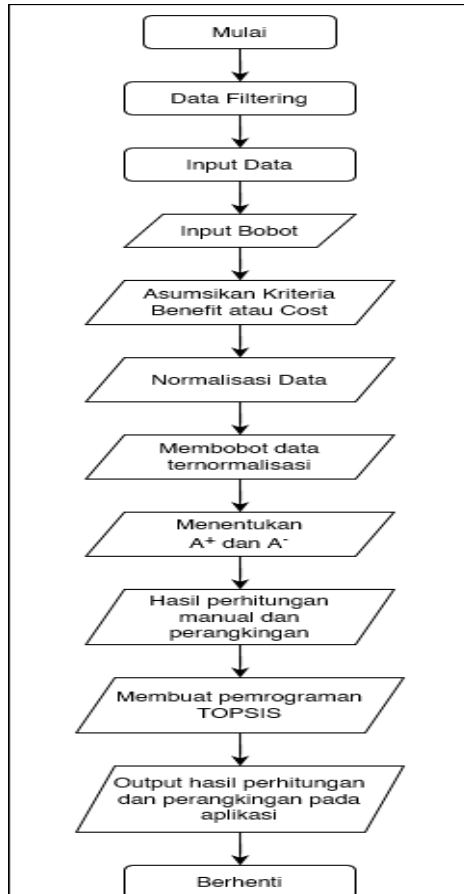 Mulai
Data Filtering
Input Data
Input Bobot
Asumsikan Kriteria
Benefit atau Cost
Normalisasi Data
Membobot data
ternormalisasi
Menentukan
A⁺ dan A⁻
Hasil perhitungan
manual dan
perangkingan
Membuat pemrograman
TOPSIS
Output hasil perhitungan
dan perangkingan pada
aplikasi
Berhenti